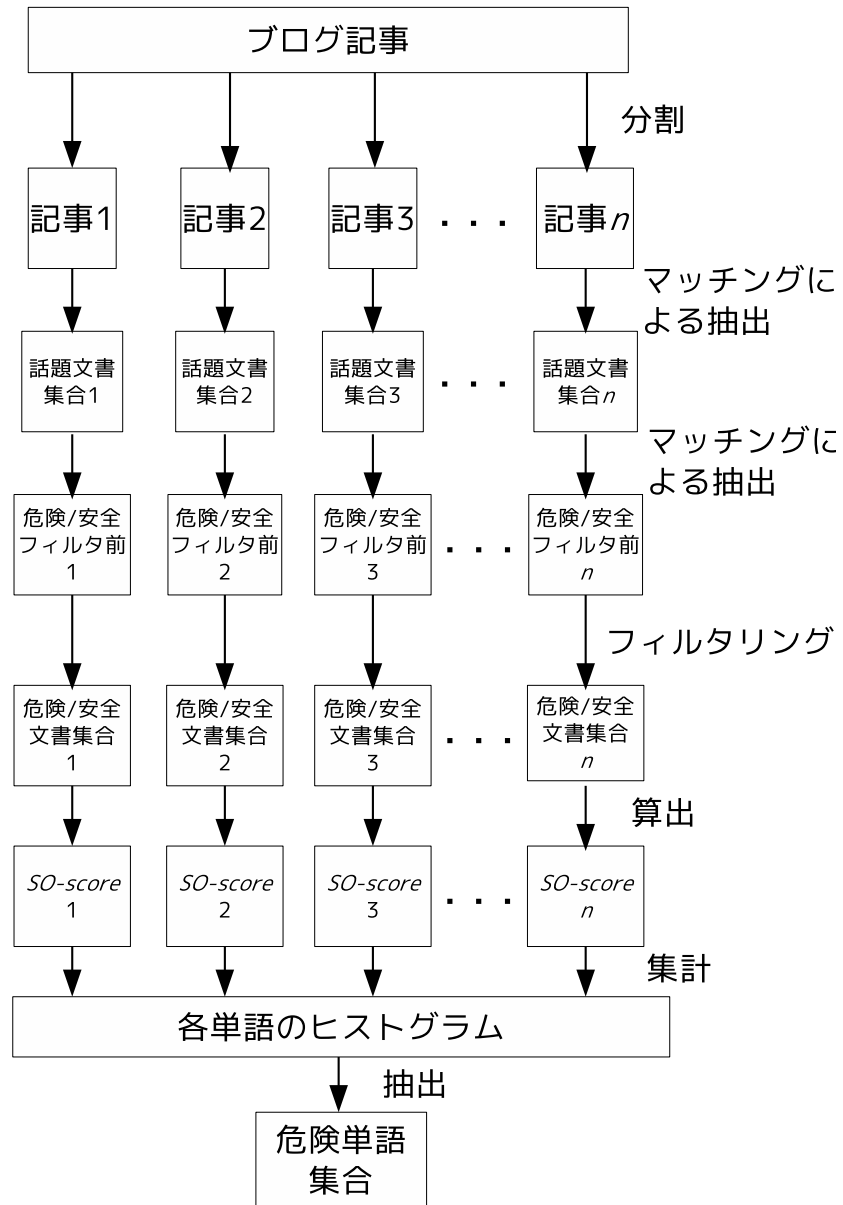 ブログ記事
分割
記事1
記事2
記事3
・・・
記事n
マッチングに
よる抽出
話題文書
集合1
話題文書
集合2
話題文書
集合3
・・・
話題文書
集合n
マッチングに
よる抽出
危険/安全
フィルタ前
1
危険/安全
フィルタ前
2
危険/安全
フィルタ前
3
・・・
危険/安全
フィルタ前
n
フィルタリング
危険/安全
文書集合
1
危険/安全
文書集合
2
危険/安全
文書集合
3
・・・
危険/安全
文書集合
n
算出
SO-score
1
SO-score
2
SO-score
3
・・・
SO-score
n
集計
各単語のヒストグラム
抽出
危険単語
集合